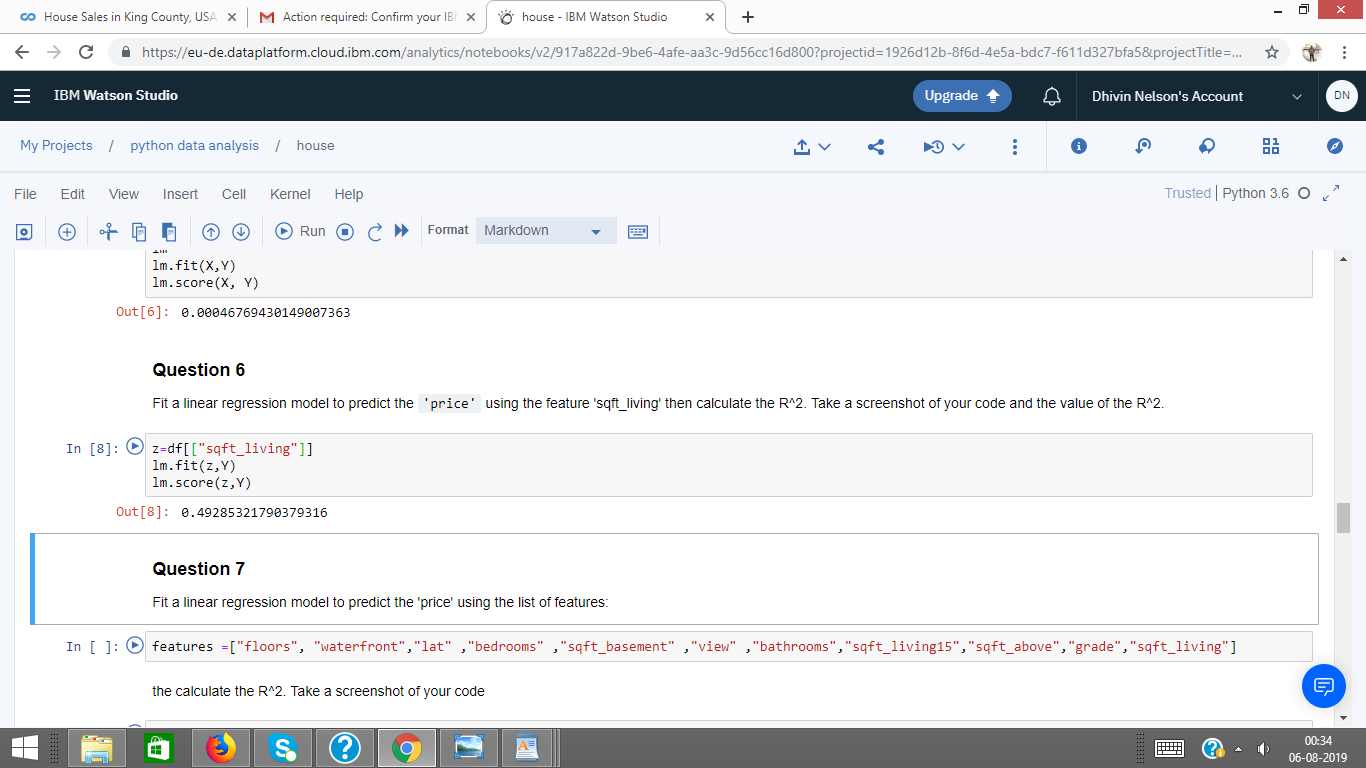 House Sales in King County, USA
Action required: Confirm your IBM
house - IBM Watson Studio
https://eu-de.dataplatform.cloud.ibm.com/analytics/notebooks/v2/917a822d-9be6-4afe-aa3c-9d56cc16d800?projectid=1926d12b-8f6d-4e5a-bdc7-f611d327bfa5&projectTitle=...
IBM Watson Studio
Upgrade
Dhivin Nelson's Account
DN
My Projects / python data analysis / house
File Edit View Insert Cell Kernel Help
Trusted | Python 3.6
Run
Format
Markdown
lm
lm.fit(X,Y)
lm.score(X, Y)
Out[6]: 0.00046769430149007363
Question 6
Fit a linear regression model to predict the 'price' using the feature 'sqft_living' then calculate the R^2. Take a screenshot of your code and the value of the R^2.
In [8]: z=df[["sqft_living"]]
lm.fit(z,Y)
lm.score(z,Y)
Out[8]: 0.49285321790379316
Question 7
Fit a linear regression model to predict the 'price' using the list of features:
In [ ]: features =["floors", "waterfront","lat" ,"bedrooms" ,"sqft_basement" ,"view" ,"bathrooms","sqft_living15","sqft_above","grade","sqft_living"]
the calculate the R^2. Take a screenshot of your code
00:34
06-08-2019